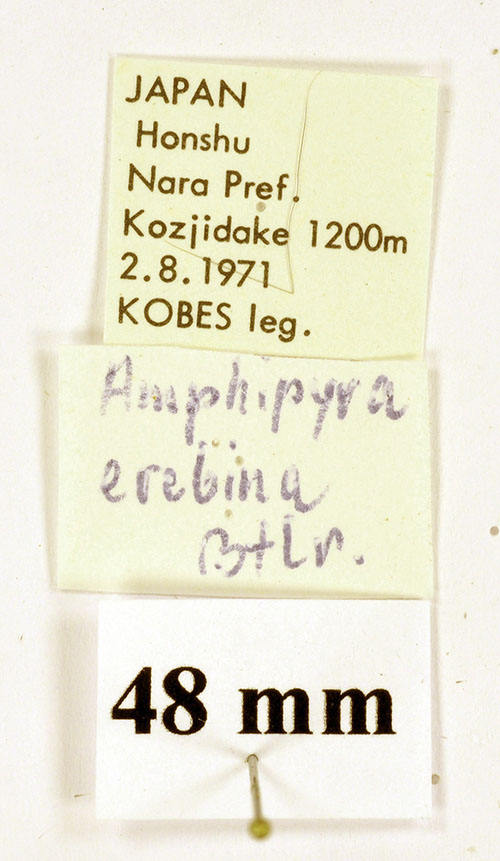 JAPAN
Honshu
Nara Pref.
Kozjidake 1200m
2.8.1971
KOBES leg.
Amphipyra
erebina
Btlr.
48 mm